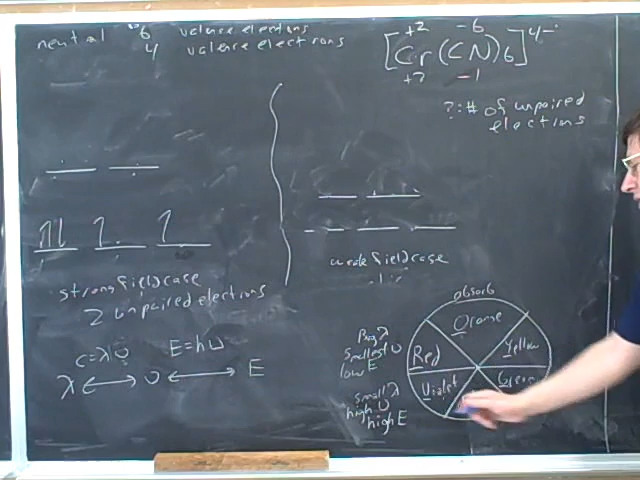 neutral 6 valence electrons
4 valence electrons
+2 -6
[Cr(CN)6]4-
+2 -1
?:# of unpaired
electrons
strong field case
2 unpaired electrons
weak field case
c=λυ E=hυ
λ ↔ υ ↔ E
absorb
Orange
Yellow
Red
Green
Violet
Big λ
smallest υ
low E
small λ
high υ
high E